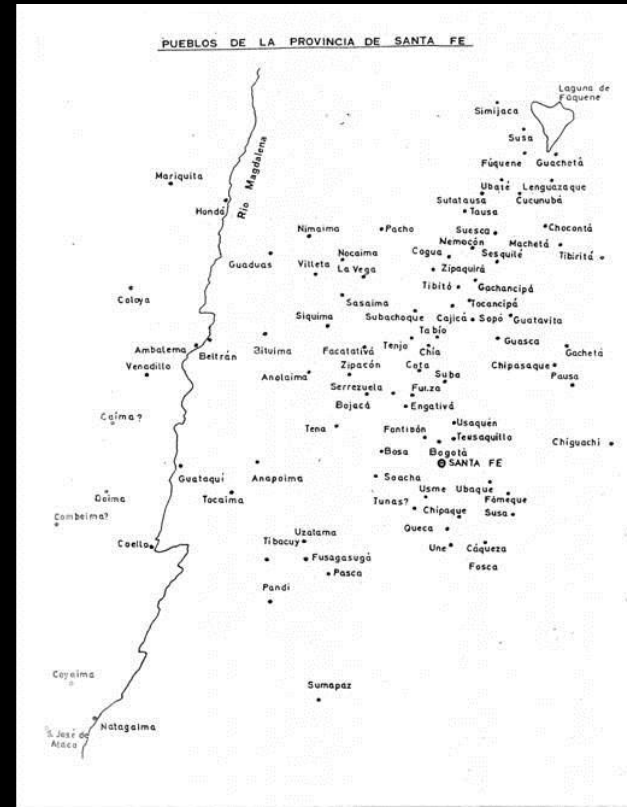 PUEBLOS DE LA PROVINCIA DE SANTA FE
Laguna de
Fúquene
Simijaca
Susa
Fúquene
Guachetá
Mariquita
Río Magdalena
Ubaté
Lenguazaque
Sutatausa
Cucunubá
Honda
Tausa
Nimaima
Pacho
Suesca
Chocontá
Nemocón
Machetá
Guaduas
Nocaima
Cogua
Sesquilé
Tibiritá
Villeta
La Vega
Zipaquirá
Coloya
Tibitó
Gachancipá
Sasaima
Tocancipá
Siquima
Subachoque
Cajicá
Sopó
Guatavita
Tabio
Ambalema
Beltrán
Bituima
Facatativá
Tenjo
Chía
Guasca
Gachetá
Venadillo
Zipacón
Cota
Chipasaque
Anolaima
Suba
Pausa
Serrezuela
Funza
Bojacá
Engativá
Caima?
Tena
Fontibón
Usaquén
Teusaquillo
Chiguachi
Bosa
Bogotá
SANTA FE
Guataquí
Anapoima
Soacha
Doima
Tocaima
Usme
Ubaque
Tunas?
Fómeque
Combeima?
Chipaque
Susa
Queca
Coello
Uzatama
Tibacuy
Une
Cáqueza
Fusagasugá
Fosca
Pasca
Pandi
Coyaima
Sumapaz
Natagaima
S. José de
Ataca